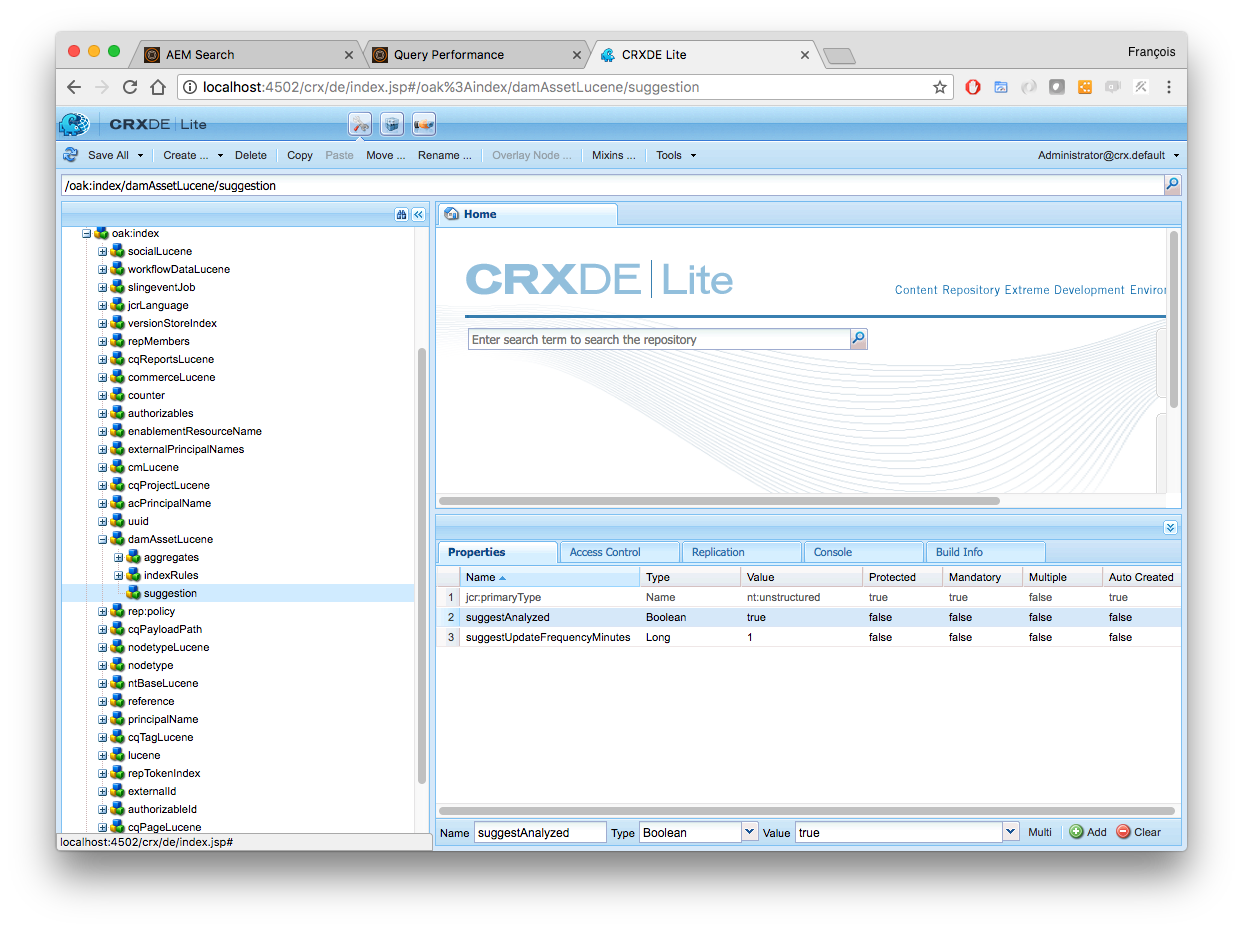 AEM Search
Query Performance
CRXDE Lite
François
localhost:4502/crx/de/index.jsp#/oak%3Aindex/damAssetLucene/suggestion
CRXDE | Lite
Save All Create ... Delete Copy Paste Move ... Rename ... Overlay Node ... Mixins ... Tools Administrator@crx.default
/oak:index/damAssetLucene/suggestion
oak:index
socialLucene
workflowDataLucene
slingeventJob
jcrLanguage
versionStoreIndex
repMembers
cqReportsLucene
commerceLucene
counter
authorizables
enablementResourceName
externalPrincipalNames
cmLucene
cqProjectLucene
acPrincipalName
uuid
damAssetLucene
aggregates
indexRules
suggestion
rep:policy
cqPayloadPath
nodetypeLucene
nodetype
ntBaseLucene
reference
principalName
cqTagLucene
lucene
repTokenIndex
externalId
authorizableId
cqPageLucene
localhost:4502/crx/de/index.jsp#
Home
CRXDE | Lite
Content Repository Extreme Development Enviror
Enter search term to search the repository
Properties Access Control Replication Console Build Info
Name Type Value Protected Mandatory Multiple Auto Created
1 jcr:primaryType Name nt:unstructured true true false true
2 suggestAnalyzed Boolean true false false false false
3 suggestUpdateFrequencyMinutes Long 1 false false false false
Name suggestAnalyzed Type Boolean Value true Multi Add Clear